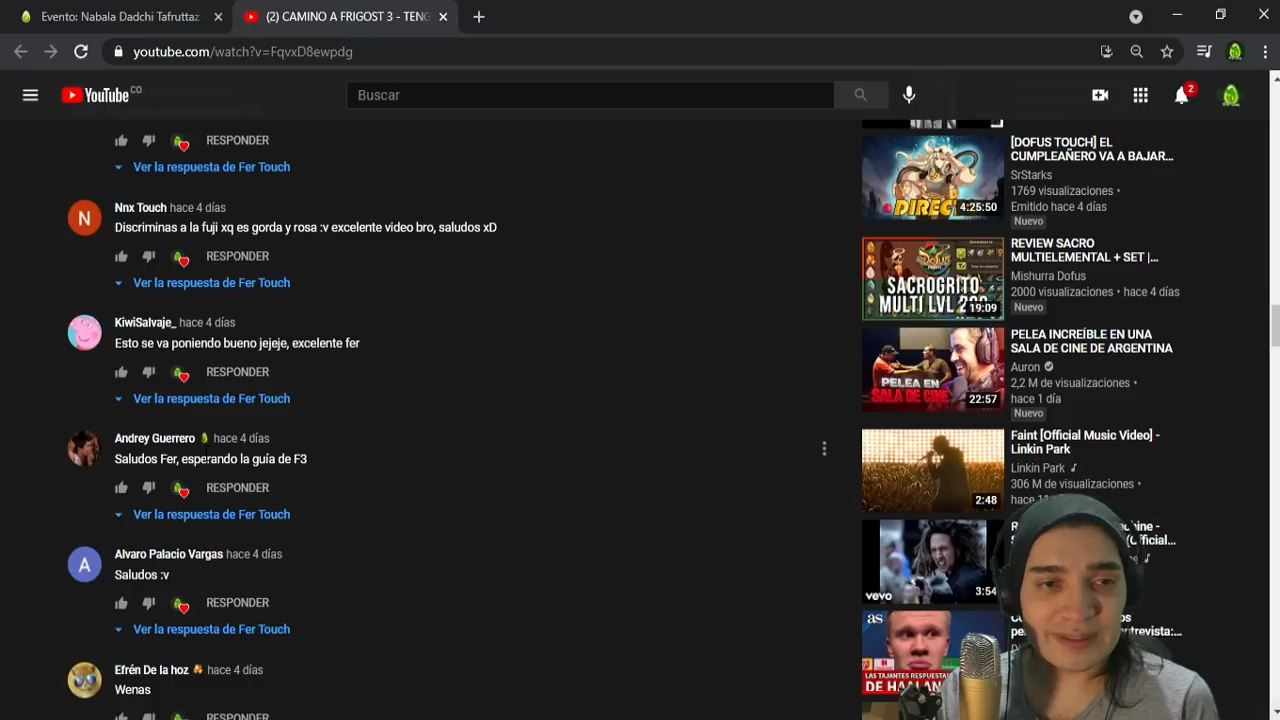 Evento: Nabala Dadchi Tafruttaz
(2) CAMINO A FRIGOST 3 - TENG
youtube.com/watch?v=FqvxD8ewpdg
YouTube CO
Buscar
2
RESPONDER
Ver la respuesta de Fer Touch
Nnx Touch hace 4 días
Discriminas a la fuji xq es gorda y rosa :v excelente video bro, saludos xD
RESPONDER
Ver la respuesta de Fer Touch
KiwiSalvaje_ hace 4 días
Esto se va poniendo bueno jejeje, excelente fer
RESPONDER
Ver la respuesta de Fer Touch
Andrey Guerrero hace 4 días
Saludos Fer, esperando la guía de F3
RESPONDER
Ver la respuesta de Fer Touch
A
Alvaro Palacio Vargas hace 4 días
Saludos :v
RESPONDER
Ver la respuesta de Fer Touch
Efrén De la hoz hace 4 días
Wenas
RESPONDER
N
DIREC
4:25:50
[DOFUS TOUCH] EL
CUMPLEAÑERO VA A BAJAR...
SrStarks
1769 visualizaciones •
Emitido hace 4 días
Nuevo
SACROGRITO
MULTI LVL
19:09
REVIEW SACRO
MULTIELEMENTAL + SET |...
Mishurra Dofus
2000 visualizaciones • hace 4 días
Nuevo
PELEA EN
SALA DE CINE
22:57
PELEA INCREÍBLE EN UNA
SALA DE CINE DE ARGENTINA
Auron
2,2 M de visualizaciones •
hace 1 día
Nuevo
2:48
Faint [Official Music Video] -
Linkin Park
Linkin Park
306 M de visualizaciones •
hace
vevo
3:54
as
LAS TAJANTES RESPUESTAS
DE HAALAN